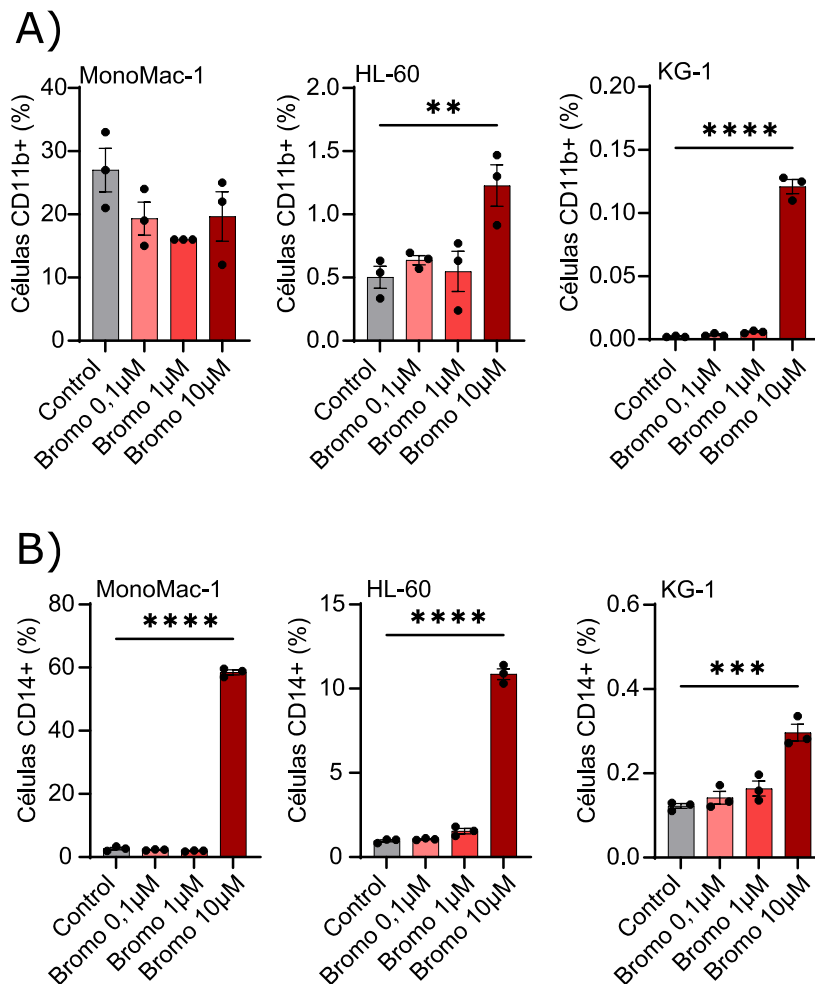 A)
MonoMac-1
Células CD11b+ (%)
40
30
20
10
0
Control
Bromo 0,1µM
Bromo 1µM
Bromo 10µM
HL-60
Células CD11b+ (%)
2.0
1.5
1.0
0.5
0.0
**
Control
Bromo 0,1µM
Bromo 1µM
Bromo 10µM
KG-1
Células CD11b+ (%)
0.20
0.15
0.10
0.05
0.00
****
Control
Bromo 0,1µM
Bromo 1µM
Bromo 10µM
B)
MonoMac-1
Células CD14+ (%)
80
60
40
20
0
****
Control
Bromo 0,1µM
Bromo 1µM
Bromo 10µM
HL-60
Células CD14+ (%)
15
10
5
0
****
Control
Bromo 0,1µM
Bromo 1µM
Bromo 10µM
KG-1
Células CD14+ (%)
0.6
0.4
0.2
0.0
***
Control
Bromo 0,1µM
Bromo 1µM
Bromo 10µM